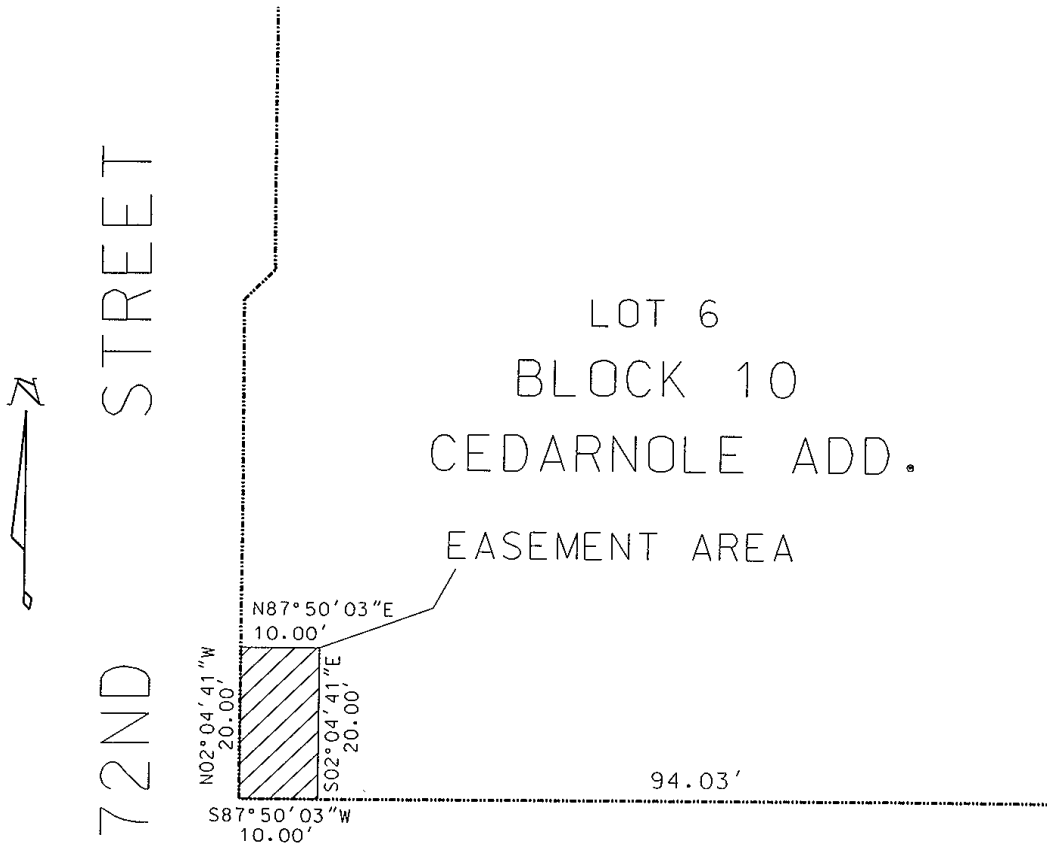 72ND STREET
N
LOT 6
BLOCK 10
CEDARNOLE ADD.
EASEMENT AREA
N87°50'03"E
10.00'
N02°04'41"W
20.00'
S02°04'41"E
20.00'
94.03'
S87°50'03"W
10.00'